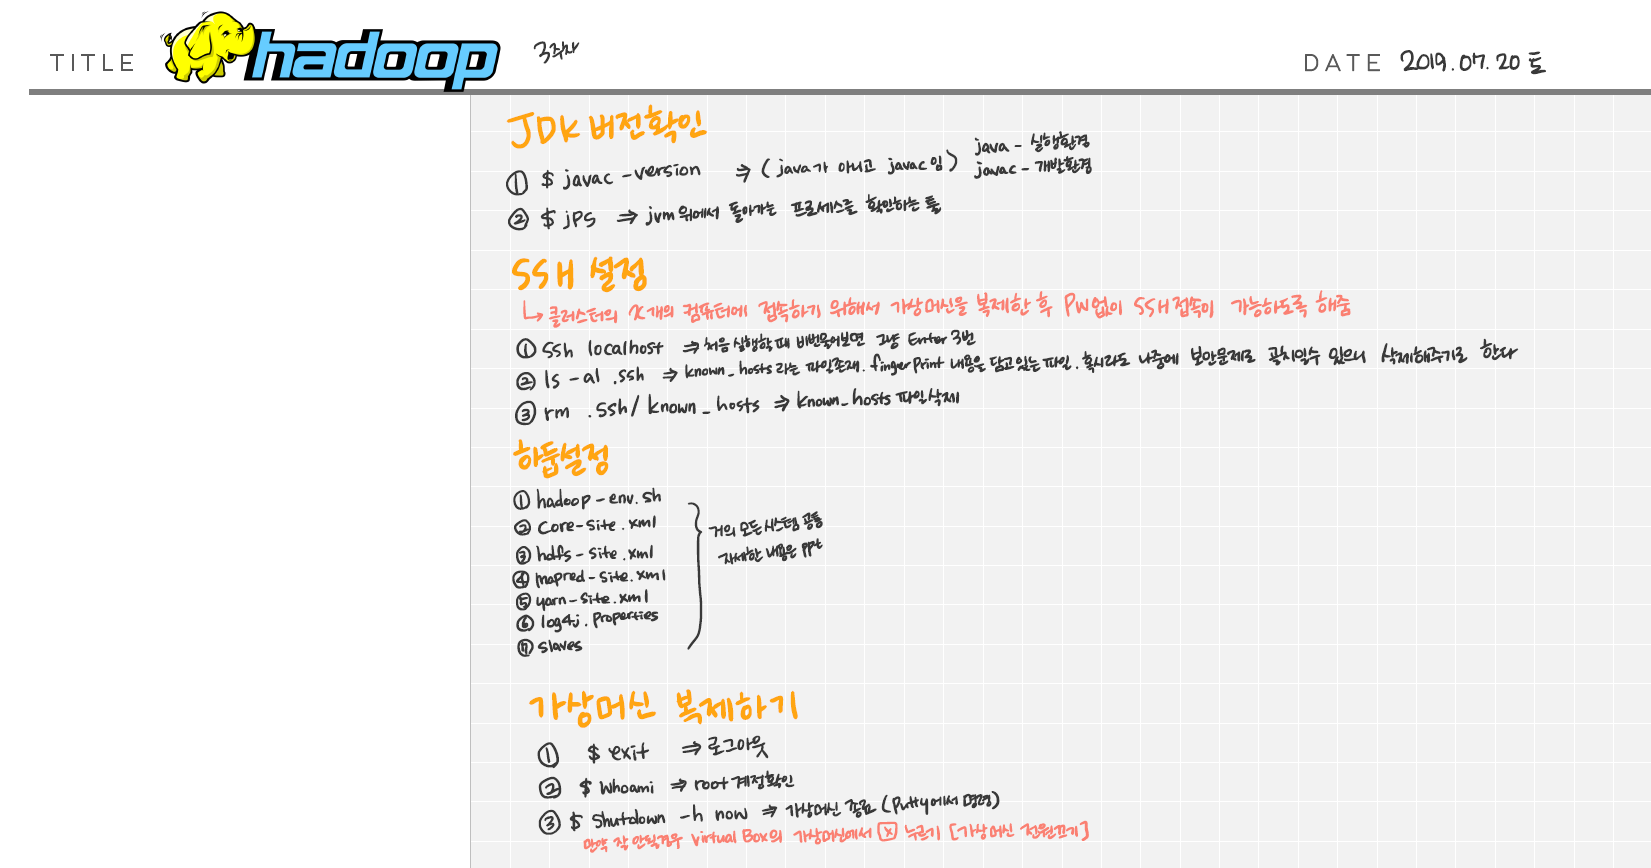 TITLE hadoop 3주차 DATE 2019.07.20 토
JDK 버전확인
① $ javac -version ⇒ (java가 아니고 javac임) java - 실행환경
javac - 개발환경
② $ jps ⇒ jvm위에서 돌아가는 프로세스를 확인하는 툴
SSH 설정
↳ 클러스터의 x개의 컴퓨터에 접속하기 위해서 가상머신을 복제한 후 PW없이 SSH접속이 가능하도록 해줌
① ssh localhost ⇒ 처음 실행할때 비번물어보면 그냥 Enter 3번
② ls -al .ssh ⇒ known_hosts 라는 파일존재. fingerprint 내용을 담고있는파일. 혹시라도 나중에 보안문제로 골치일수 있으니 삭제해주기로 한다
③ rm .ssh/known_hosts ⇒ known_hosts 파일삭제
하둡설정
① hadoop-env.sh
② core-site.xml 거의 모든시스템 공통
③ hdfs-site.xml 자세한 내용은 ppt
④ mapred-site.xml
⑤ yarn-site.xml
⑥ log4j.properties
⑦ slaves
가상머신 복제하기
① $ exit ⇒ 로그아웃
② $ whoami ⇒ root계정확인
③ $ shutdown -h now ⇒ 가상머신 종료 (Putty에서 명령)
만약 잘 안될경우 Virtual Box의 가상머신에서 [X] 누르기 [가상머신 전원끄기]